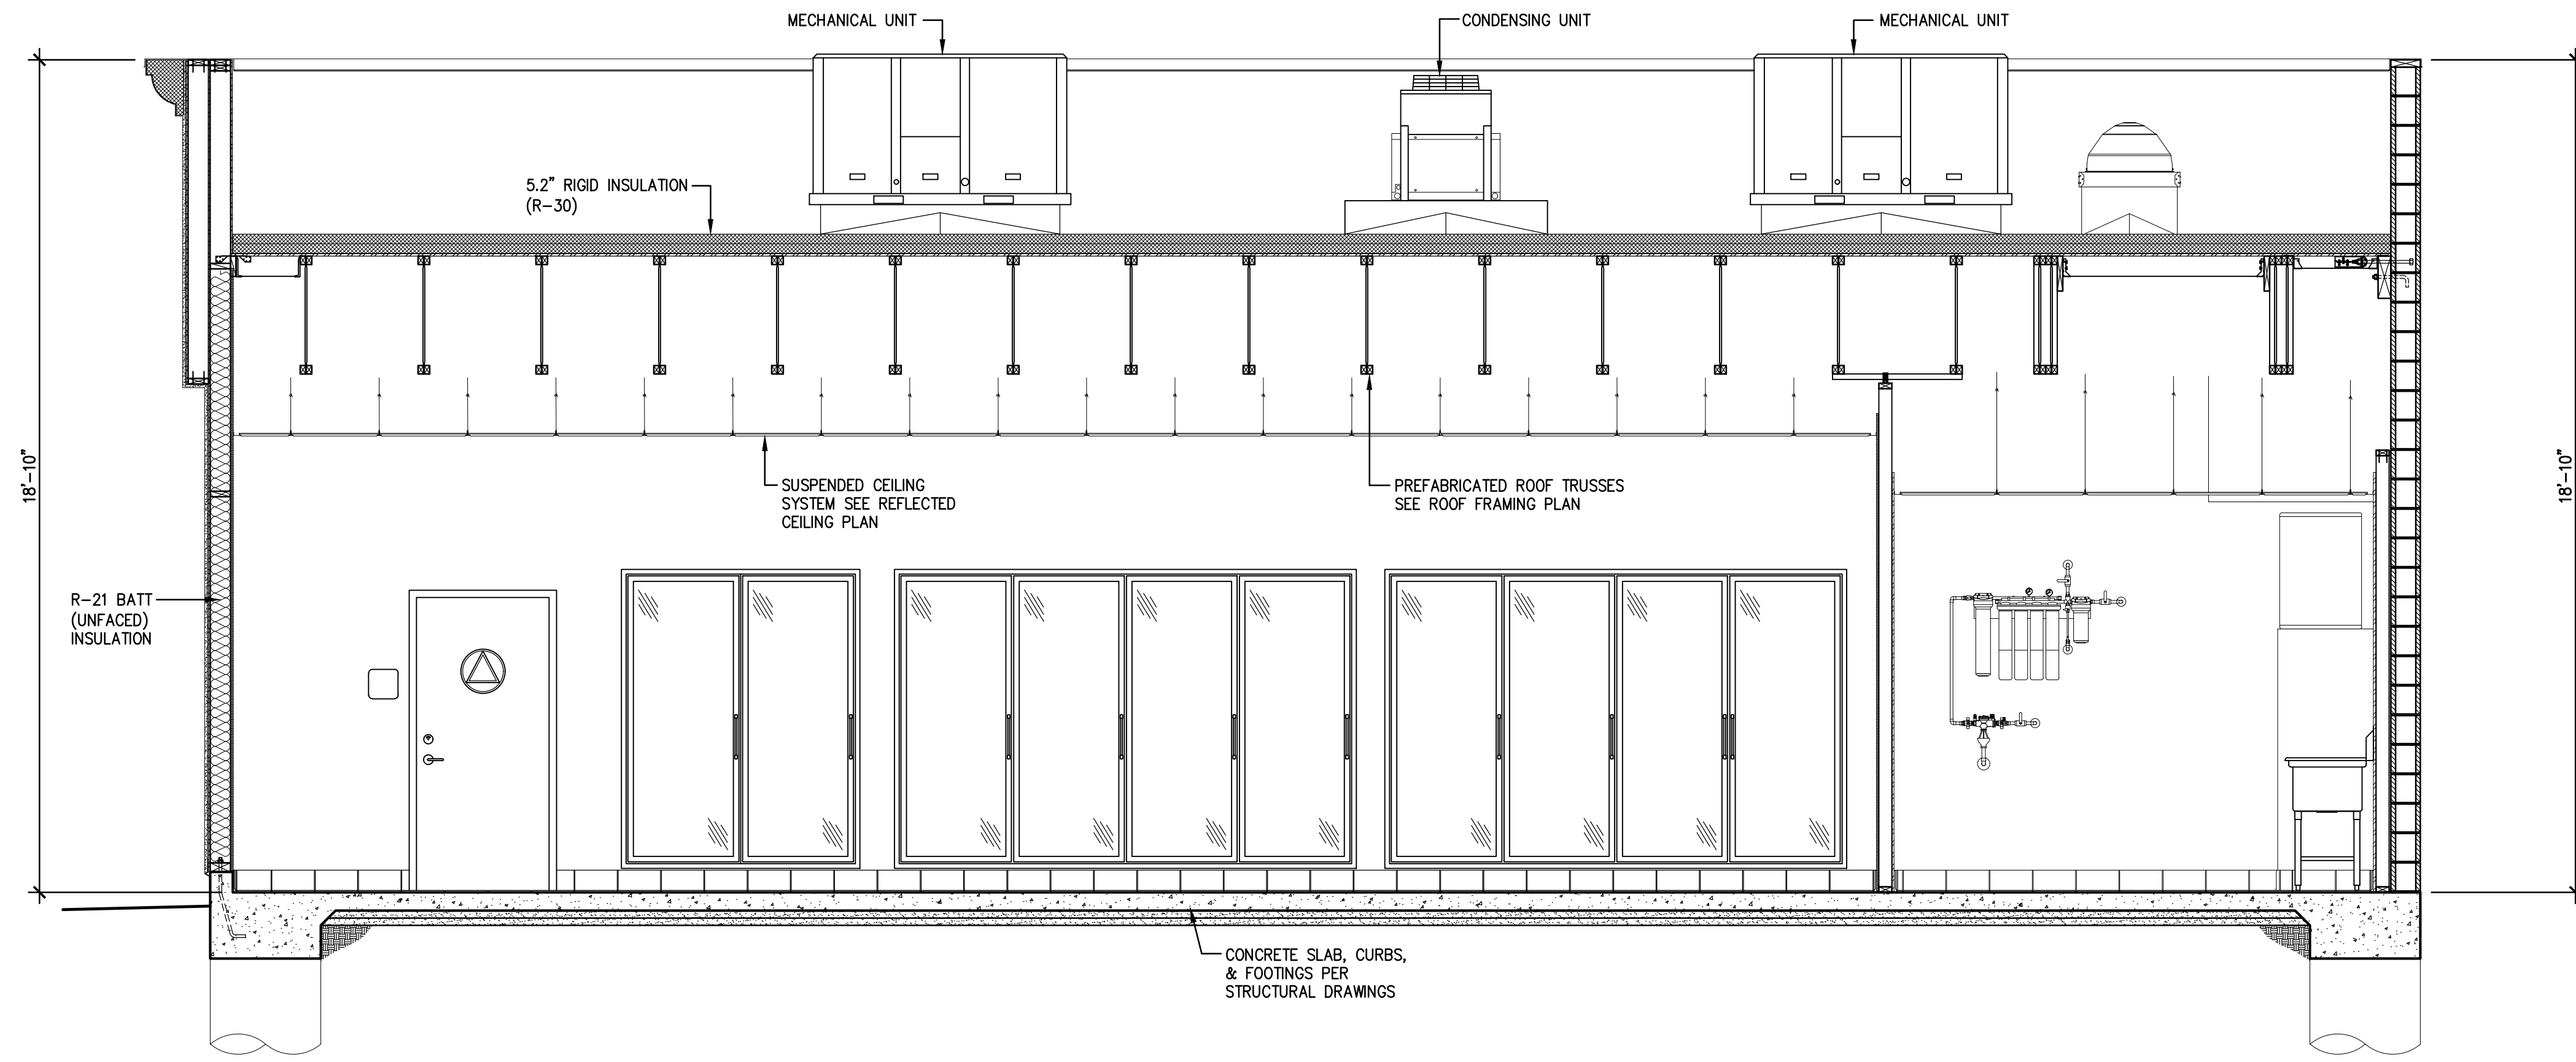 MECHANICAL UNIT
CONDENSING UNIT
MECHANICAL UNIT
5.2" RIGID INSULATION
(R-30)
18'-10"
18'-10"
SUSPENDED CEILING
SYSTEM SEE REFLECTED
CEILING PLAN
PREFABRICATED ROOF TRUSSES
SEE ROOF FRAMING PLAN
R-21 BATT
(UNFACED)
INSULATION
CONCRETE SLAB, CURBS,
& FOOTINGS PER
STRUCTURAL DRAWINGS